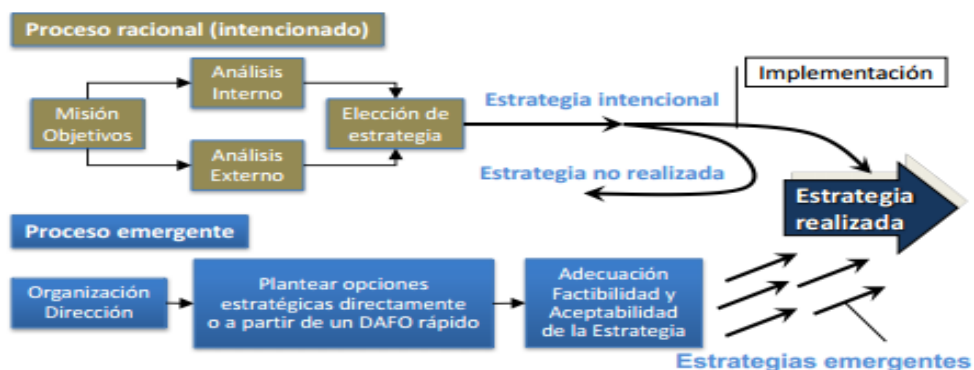 Proceso racional (intencionado)
Misión
Objetivos
Análisis
Interno
Análisis
Externo
Elección de
estrategia
Estrategia intencional
Implementación
Estrategia no realizada
Estrategia
realizada
Proceso emergente
Organización
Dirección
Plantear opciones
estratégicas directamente
o a partir de un DAFO rápido
Adecuación
Factibilidad y
Aceptabilidad
de la Estrategia
Estrategias emergentes